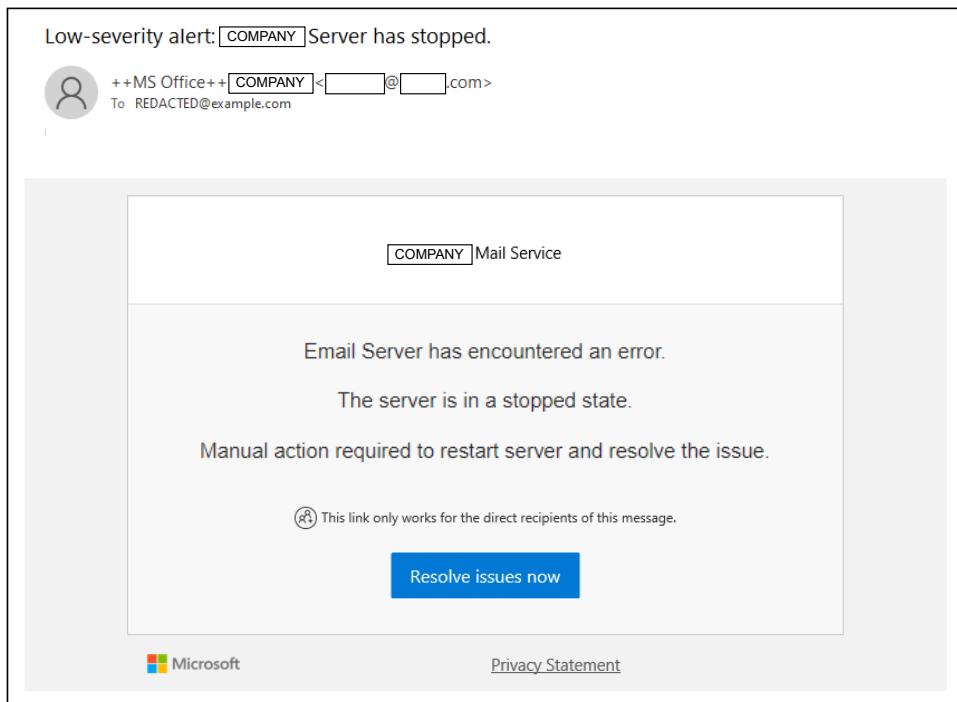 Low-severity alert: COMPANY Server has stopped.
++MS Office++ COMPANY < @ .com>
To REDACTED@example.com
COMPANY Mail Service
Email Server has encountered an error.
The server is in a stopped state.
Manual action required to restart server and resolve the issue.
This link only works for the direct recipients of this message.
Resolve issues now
Microsoft Privacy Statement